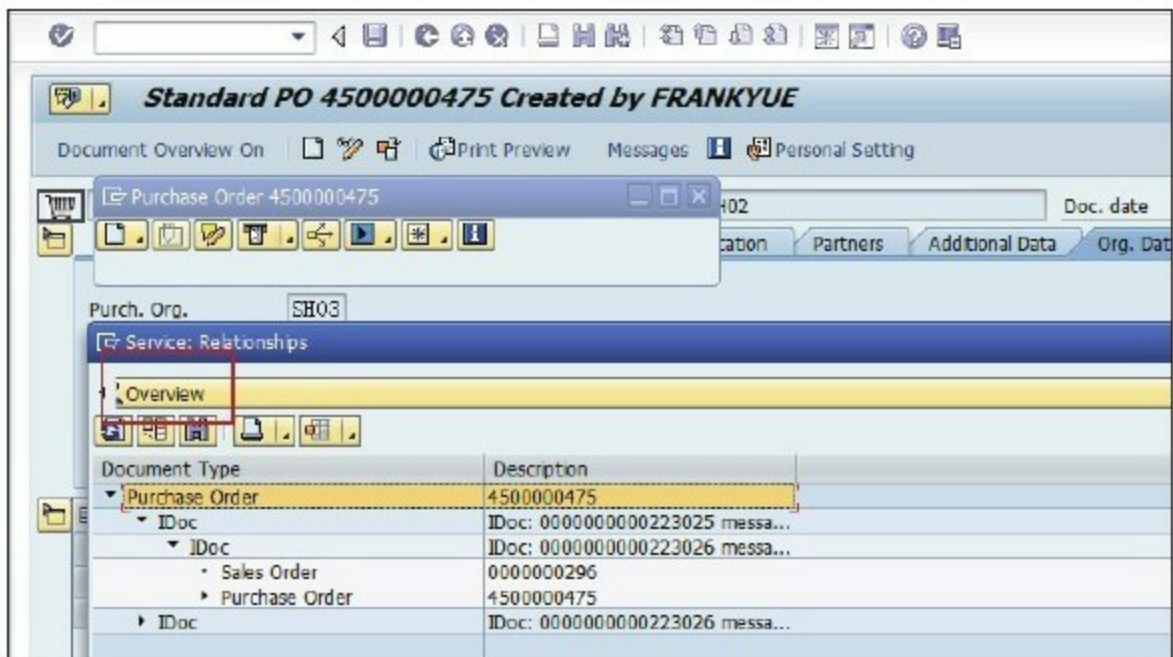 Standard PO 4500000475 Created by FRANKYUE
Document Overview On Print Preview Messages Personal Setting
Purchase Order 4500000475
H02 Doc. date
cation Partners Additional Data Org. Dat
Purch. Org. SH03
Service: Relationships
Overview
Document Type Description
Purchase Order 4500000475
IDoc IDoc: 0000000000223025 messa...
IDoc IDoc: 0000000000223026 messa...
Sales Order 0000000296
Purchase Order 4500000475
IDoc IDoc: 0000000000223026 messa...